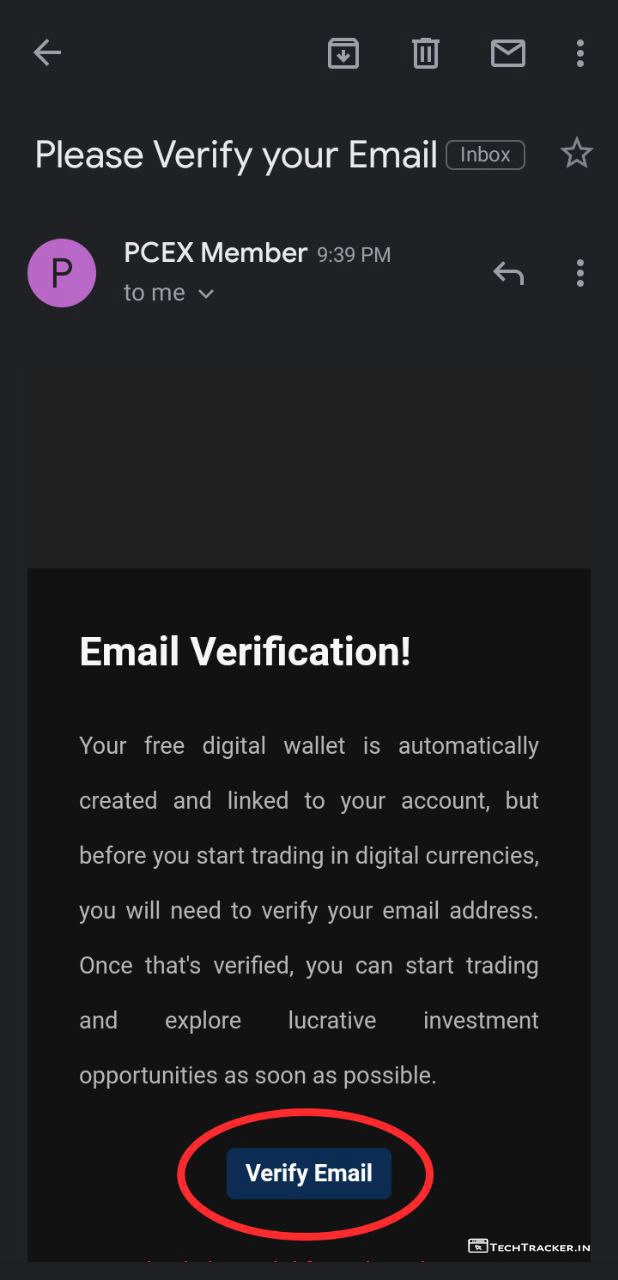 Please Verify your Email Inbox
P
PCEX Member 9:39 PM
to me
Email Verification!
Your free digital wallet is automatically
created and linked to your account, but
before you start trading in digital currencies,
you will need to verify your email address.
Once that's verified, you can start trading
and explore lucrative investment
opportunities as soon as possible.
Verify Email
TECHTRACKER.IN